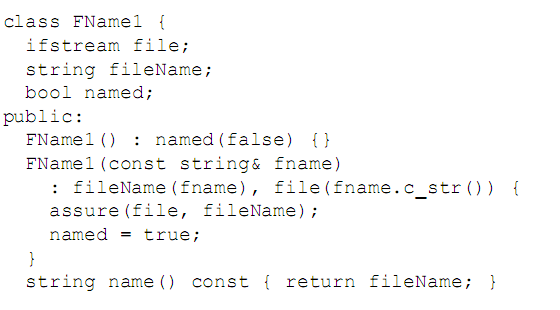 class FName1 {
  ifstream file;
  string fileName;
  bool named;
public:
  FName1() : named(false) {}
  FName1(const string& fname)
    : fileName(fname), file(fname.c_str()) {
    assure(file, fileName);
    named = true;
  }
  string name() const { return fileName; }